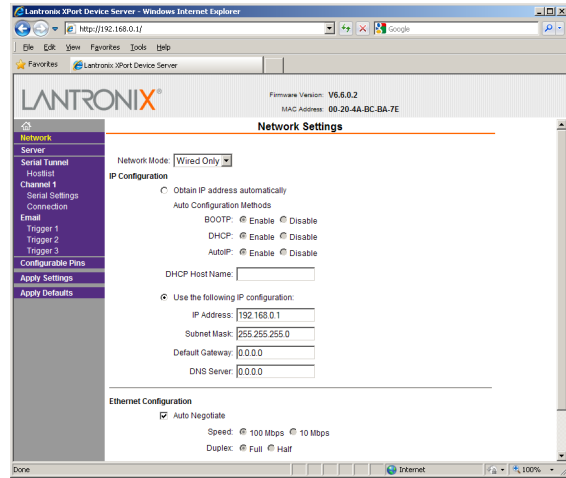 Lantronix XPort Device Server - Windows Internet Explorer
http://192.168.0.1/
Google
File Edit View Favorites Tools Help
Favorites Lantronix XPort Device Server
LANTRONIX®
Firmware Version: V6.6.0.2
MAC Address: 00-20-4A-BC-BA-7E
Network
Server
Serial Tunnel
Hostlist
Channel 1
Serial Settings
Connection
Email
Trigger 1
Trigger 2
Trigger 3
Configurable Pins
Apply Settings
Apply Defaults
Network Settings
Network Mode: Wired Only
IP Configuration
Obtain IP address automatically
Auto Configuration Methods
BOOTP: Enable Disable
DHCP: Enable Disable
AutoIP: Enable Disable
DHCP Host Name:
Use the following IP configuration:
IP Address: 192.168.0.1
Subnet Mask: 255.255.255.0
Default Gateway: 0.0.0.0
DNS Server: 0.0.0.0
Ethernet Configuration
Auto Negotiate
Speed: 100 Mbps 10 Mbps
Duplex: Full Half
Done Internet 100%